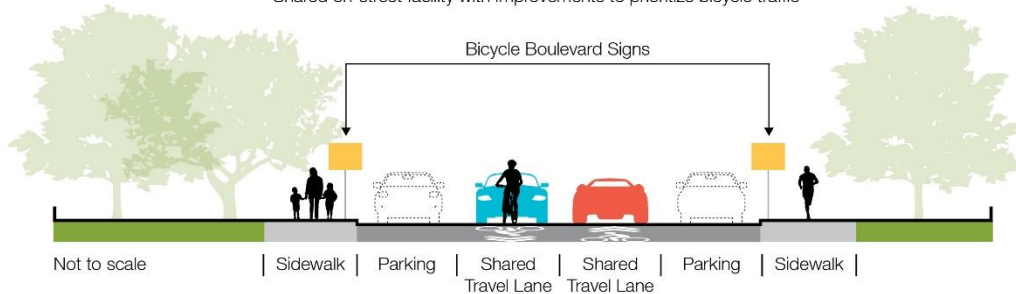 Shared on-street facility with improvements to prioritize bicycle traffic
Bicycle Boulevard Signs
Not to scale
Sidewalk
Parking
Shared
Travel Lane
Shared
Travel Lane
Parking
Sidewalk